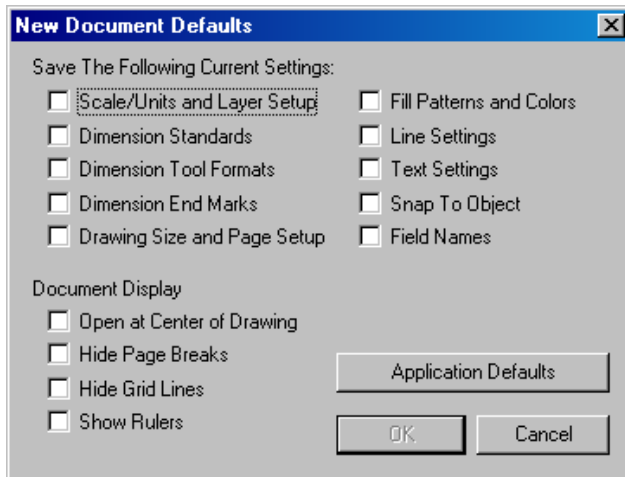 New Document Defaults
Save The Following Current Settings:
Scale/Units and Layer Setup
Dimension Standards
Dimension Tool Formats
Dimension End Marks
Drawing Size and Page Setup
Fill Patterns and Colors
Line Settings
Text Settings
Snap To Object
Field Names
Document Display
Open at Center of Drawing
Hide Page Breaks
Hide Grid Lines
Show Rulers
Application Defaults
OK
Cancel